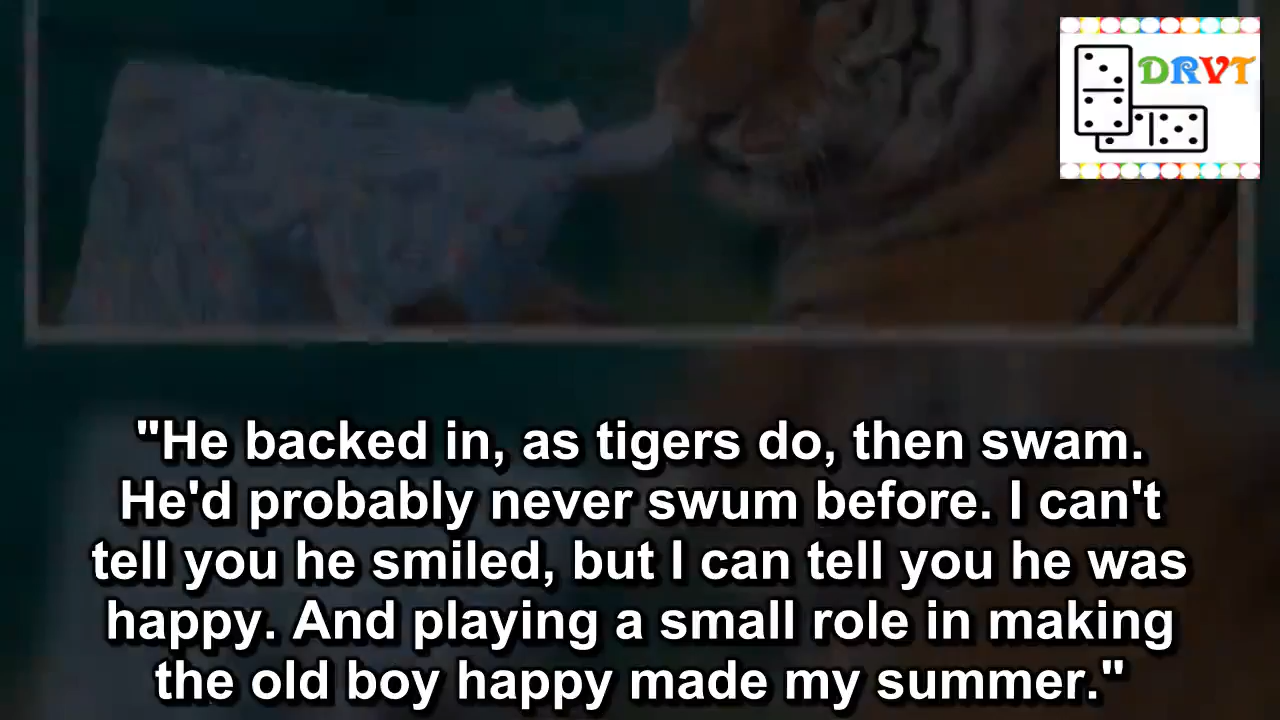 DRVT
"He backed in, as tigers do, then swam.
He'd probably never swum before. I can't
tell you he smiled, but I can tell you he was
happy. And playing a small role in making
the old boy happy made my summer."